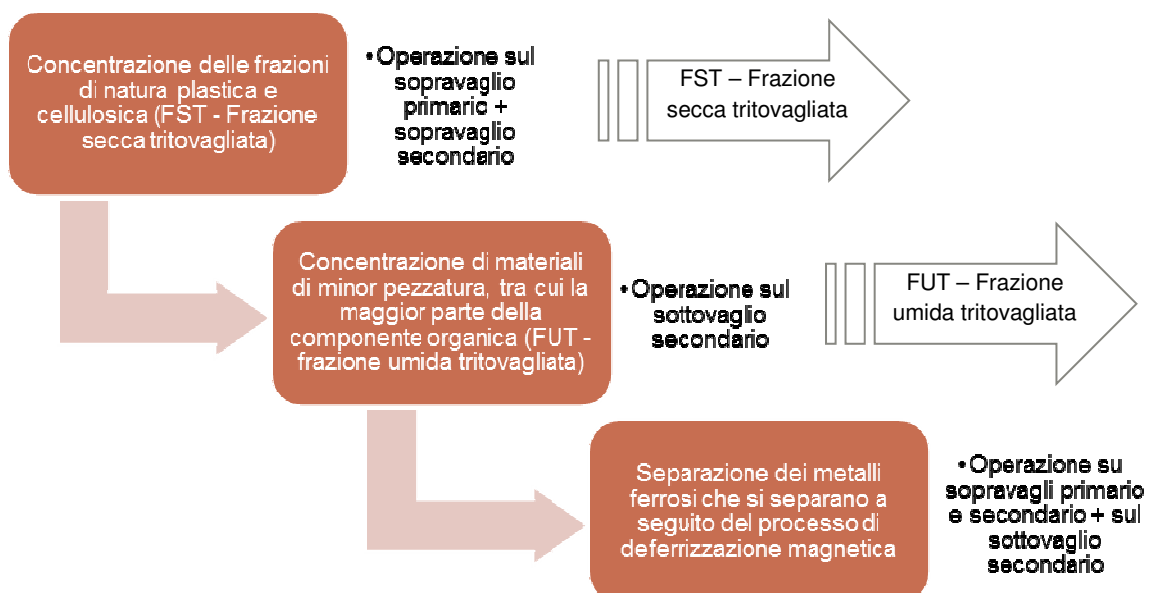 Concentrazione delle frazioni
di natura plastica e
cellulosica (FST - Frazione
secca tritovagliata)
•Operazione sul
sopravaglio
primario +
sopravaglio
secondario
FST – Frazione
secca tritovagliata
Concentrazione di materiali
di minor pezzatura, tra cui la
maggior parte della
componente organica (FUT -
frazione umida tritovagliata)
•Operazione sul
sottovaglio
secondario
FUT – Frazione
umida tritovagliata
Separazione dei metalli
ferrosi che si separano a
seguito del processo di
deferrizzazione magnetica
•Operazione su
sopravagli primario
e secondario + sul
sottovaglio
secondario